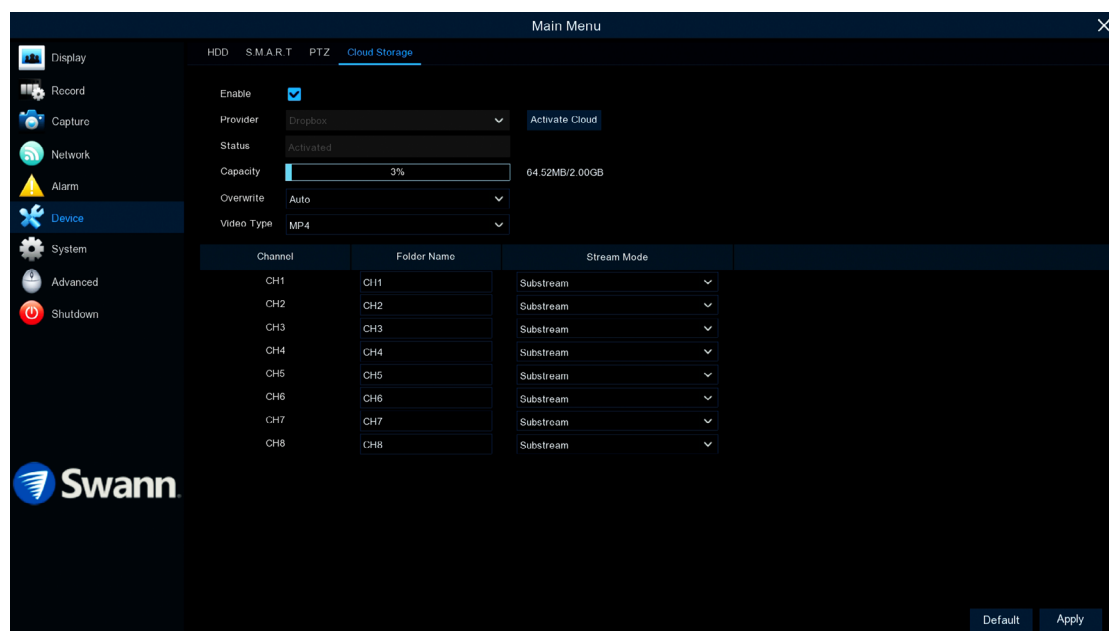 Main Menu
Display
Record
Capture
Network
Alarm
Device
System
Advanced
Shutdown
Swann
HDD S.M.A.R.T PTZ Cloud Storage
Enable
Provider Dropbox Activate Cloud
Status Activated
Capacity 3% 64.52MB/2.00GB
Overwrite Auto
Video Type MP4
Channel Folder Name Stream Mode
CH1 CH1 Substream
CH2 CH2 Substream
CH3 CH3 Substream
CH4 CH4 Substream
CH5 CH5 Substream
CH6 CH6 Substream
CH7 CH7 Substream
CH8 CH8 Substream
Default Apply